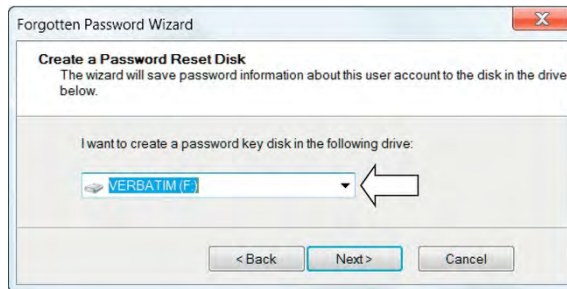 Forgotten Password Wizard
Create a Password Reset Disk
The wizard will save password information about this user account to the disk in the drive
below.
I want to create a password key disk in the following drive:
VERBATIM (F:)
< Back Next > Cancel